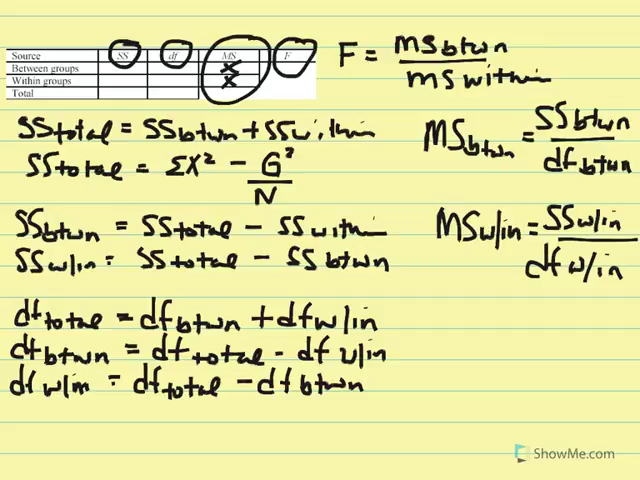 Source SS df MS F
Between groups X
Within groups X
Total
F = MSbtwn / MSwithin
SStotal = SSbtwn + SSwithin
SStotal = ΣX² - G² / N
MSbtwn = SSbtwn / dfbtwn
SSbtwn = SStotal - SSwithin
SSw/in = SStotal - SSbtwn
MSw/in = SSw/in / dfw/in
dftotal = dfbtwn + dfw/in
dfbtwn = dftotal - dfw/in
dfw/in = dftotal - dfbtwn
ShowMe.com